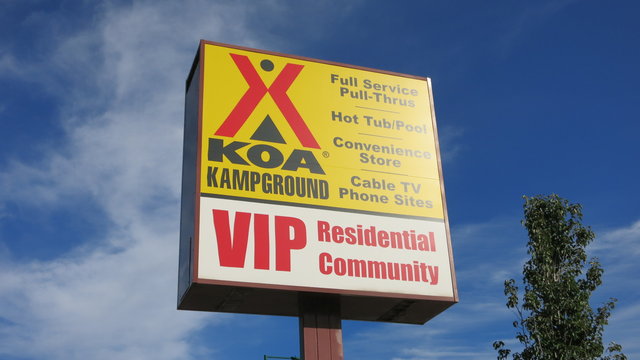 Full Service
Pull-Thrus
Hot Tub/Pool
Convenience
Store
Cable TV
Phone Sites
KOA®
KAMPGROUND
VIP
Residential
Community